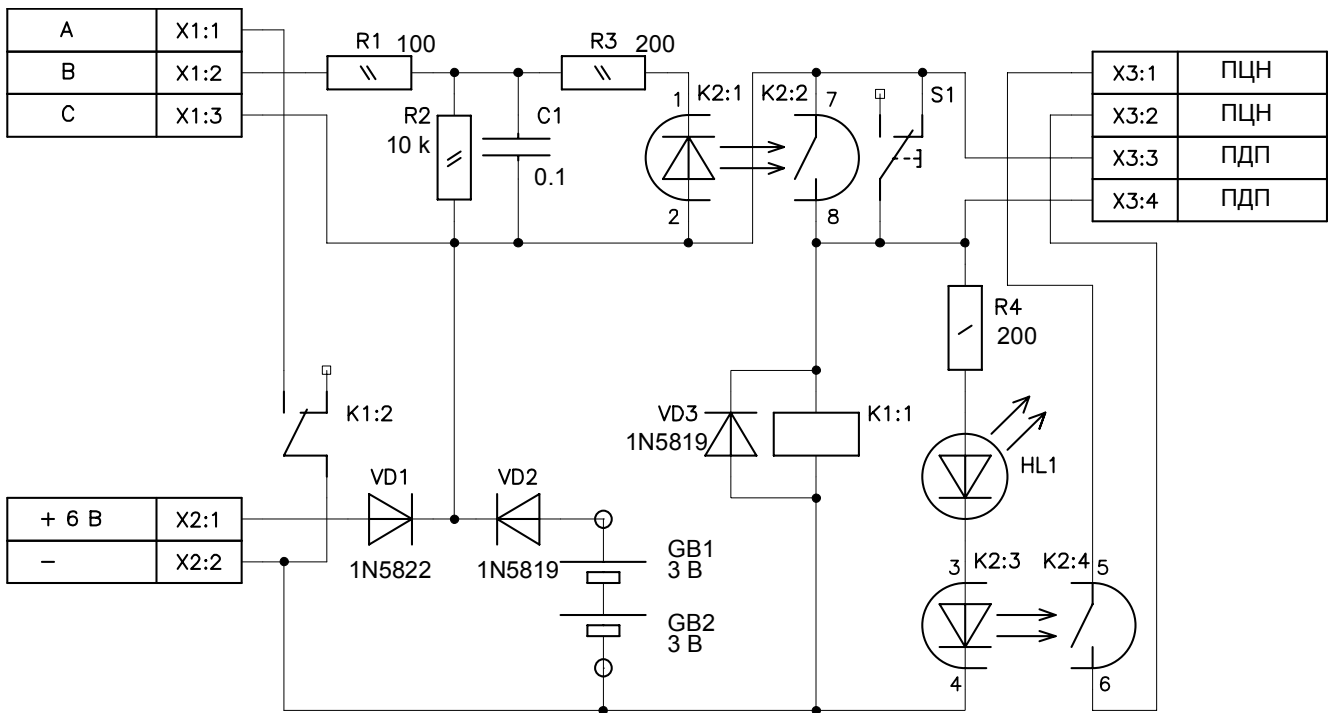 A X1:1
B X1:2
C X1:3
R1 100
R3 200
R2
10 k
C1
0.1
1 K2:1
2
K2:2 7
8
S1
X3:1 ПЦН
X3:2 ПЦН
X3:3 ПДП
X3:4 ПДП
R4
200
K1:2
VD3
1N5819
K1:1
HL1
VD1
1N5822
VD2
1N5819
+ 6 В X2:1
– X2:2
GB1
3 В
GB2
3 В
3 K2:3
4
K2:4 5
6